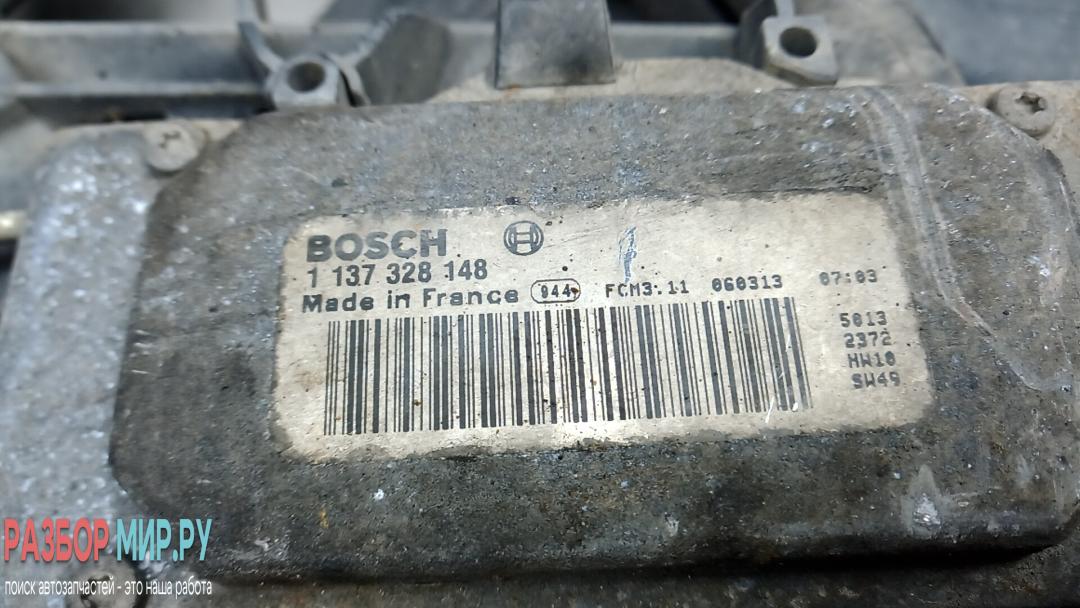 BOSCH
1 137 328 148
Made in France 944 FCM3.11 060313 07:03
5013
2372
HW10
SW49
РАЗБОР МИР.РУ
поиск автозапчастей - это наша работа